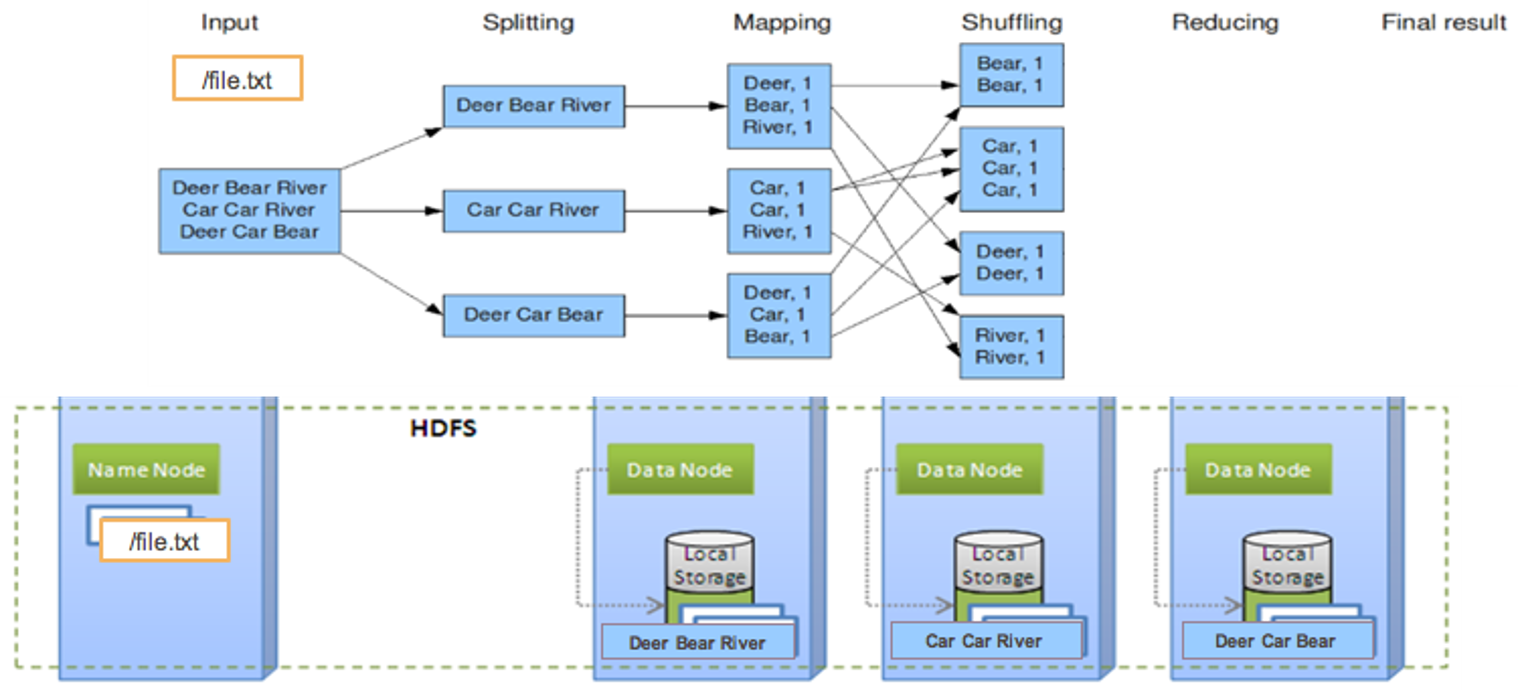 Input Splitting Mapping Shuffling Reducing Final result
/file.txt
Deer Bear River
Car Car River
Deer Car Bear
Deer Bear River
Car Car River
Deer Car Bear
Deer, 1
Bear, 1
River, 1
Car, 1
Car, 1
River, 1
Deer, 1
Car, 1
Bear, 1
Bear, 1
Bear, 1
Car, 1
Car, 1
Car, 1
Deer, 1
Deer, 1
River, 1
River, 1
HDFS
Name Node
/file.txt
Data Node
Local
Storage
Deer Bear River
Data Node
Local
Storage
Car Car River
Data Node
Local
Storage
Deer Car Bear